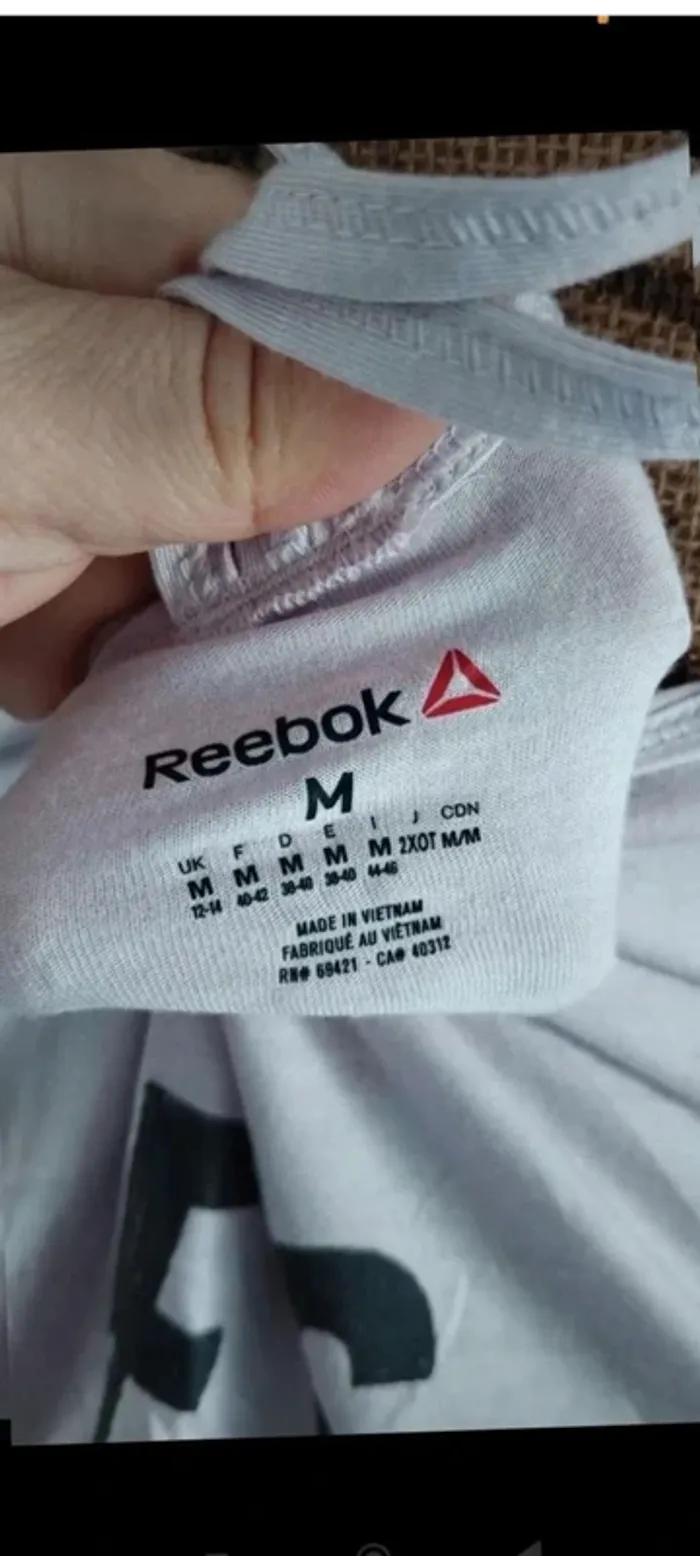 Reebok
M
UK F D E I J CDN
M M M M M 2XOT M/M
12-14 40-42 38-40 38-40 44-46
MADE IN VIETNAM
FABRIQUÉ AU VIÊTNAM
RN# 69421 - CA# 40312